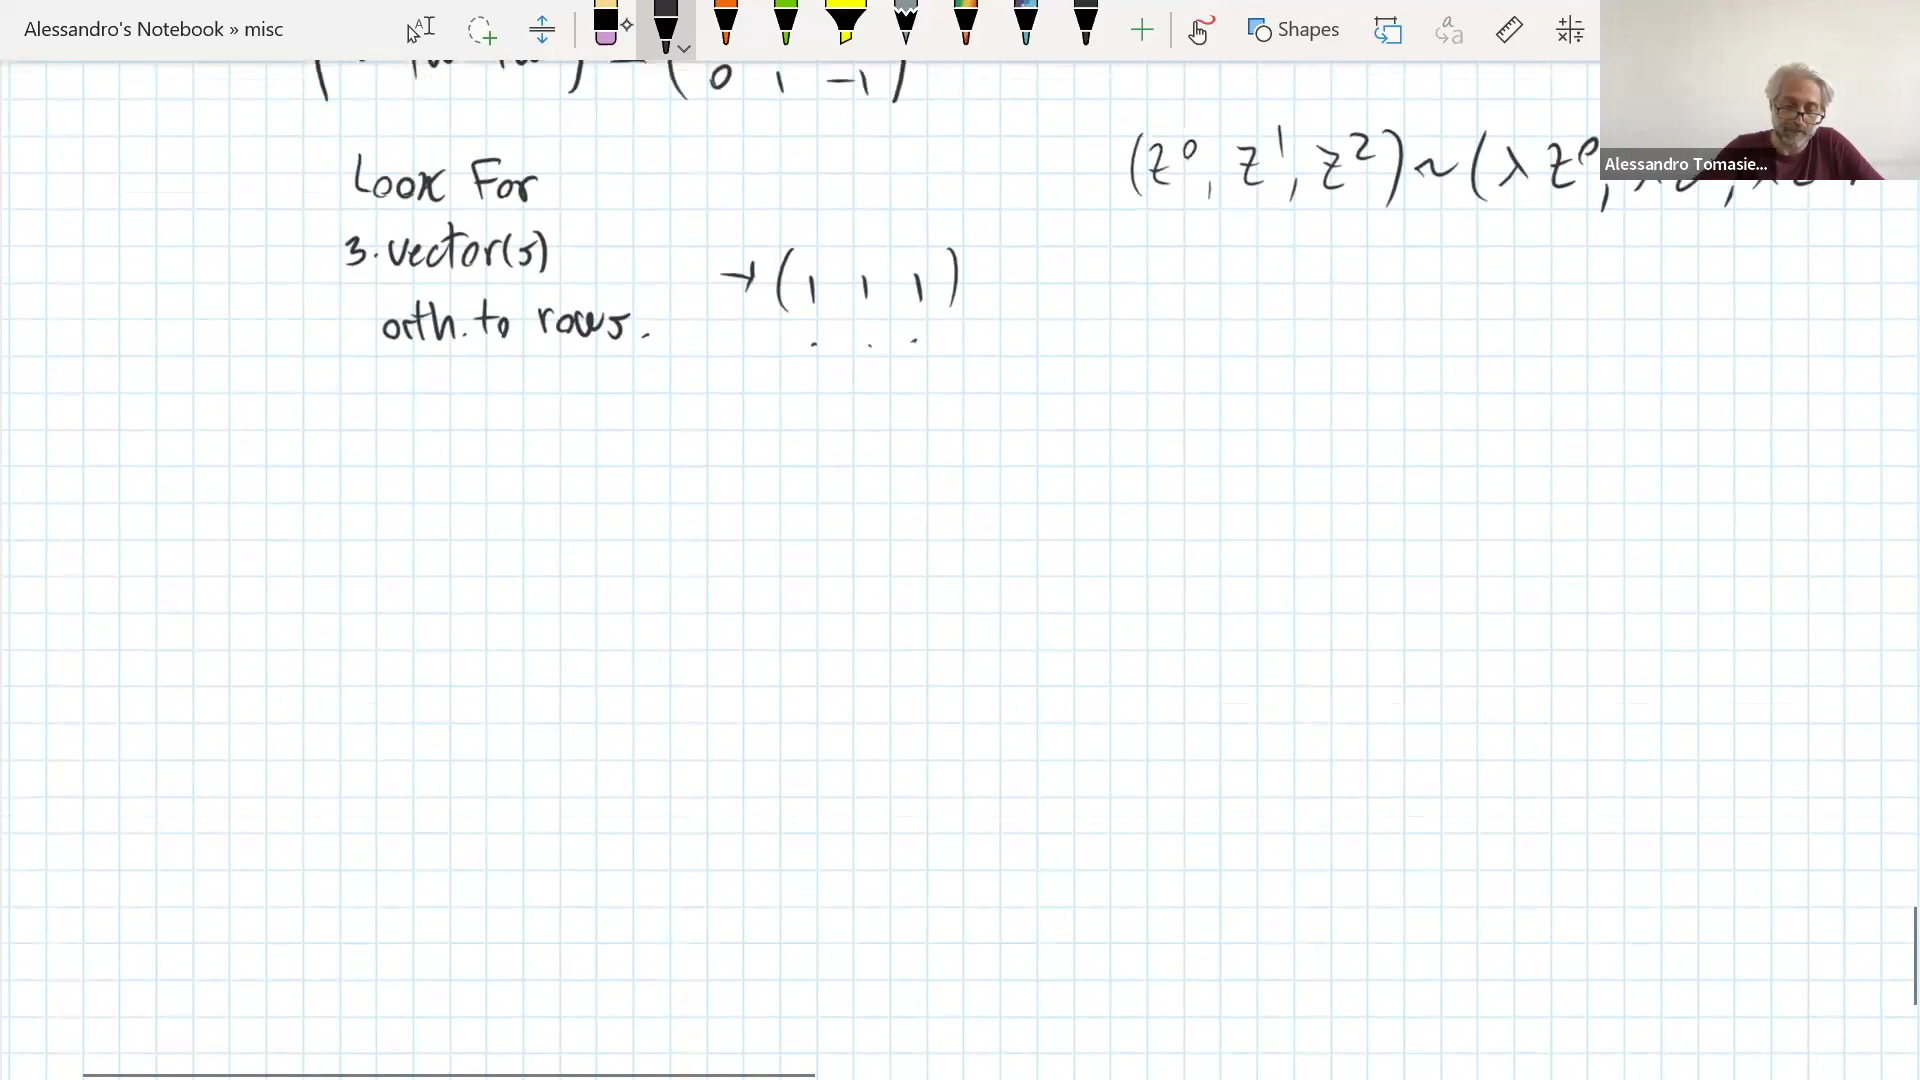 Alessandro's Notebook » misc
Shapes
Alessandro Tomasie...
( 0 1 -1 )
(z⁰, z¹, z²) ~ (λ z⁰,
Look For
3. vector(s)
orth. to rows.
→ ( 1 1 1 )
. . .